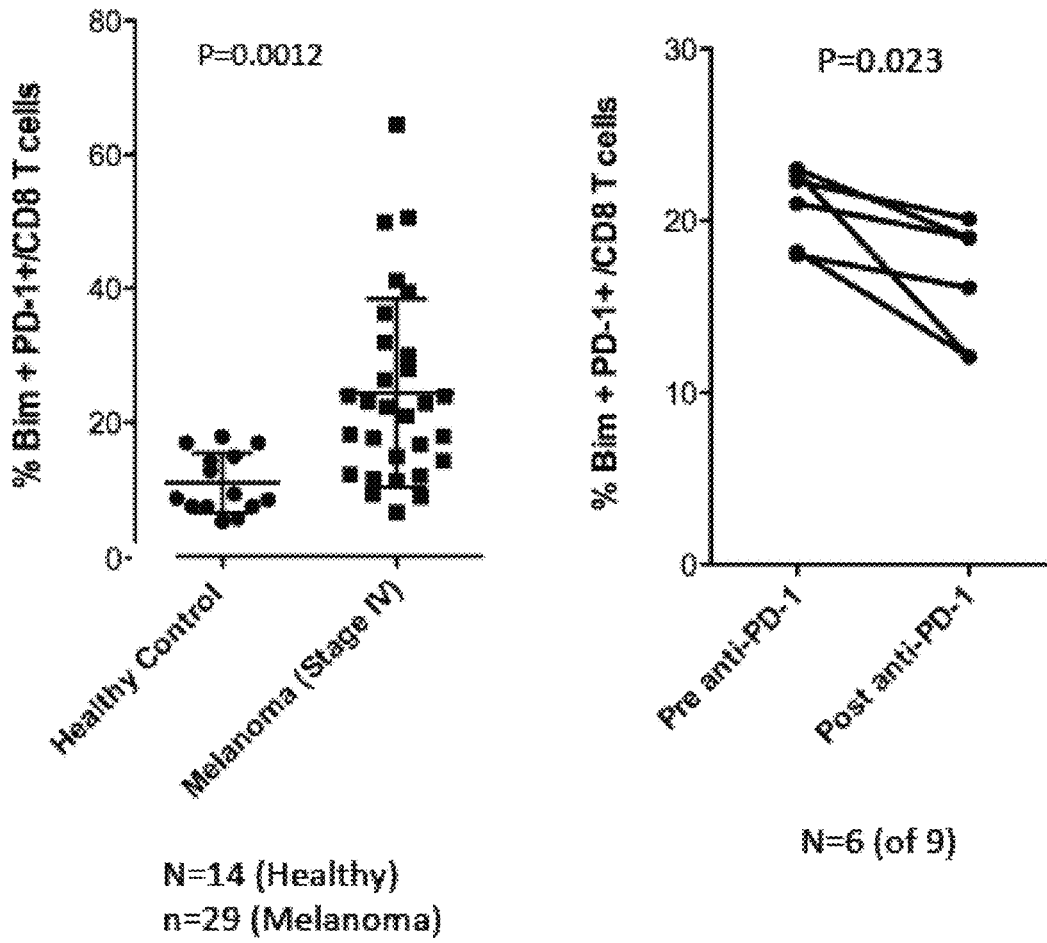 % Bim + PD-1+/CD8 T cells
80
60
40
20
0
P=0.0012
Healthy Control
Melanoma (Stage IV)
N=14 (Healthy)
n=29 (Melanoma)
% Bim + PD-1+ /CD8 T cells
30
20
10
0
P=0.023
Pre anti-PD-1
Post anti-PD-1
N=6 (of 9)